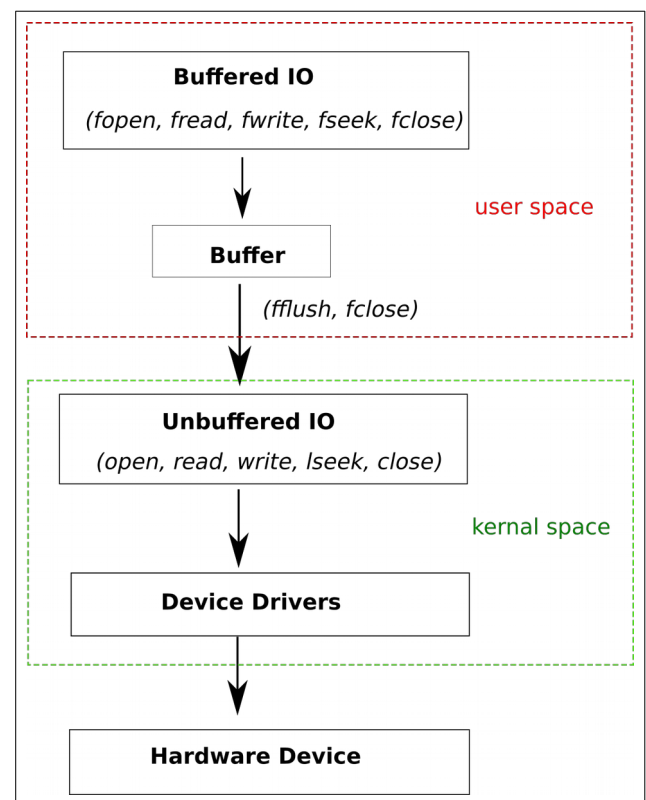 Buffered IO
(fopen, fread, fwrite, fseek, fclose)
user space
Buffer
(fflush, fclose)
Unbuffered IO
(open, read, write, lseek, close)
kernal space
Device Drivers
Hardware Device